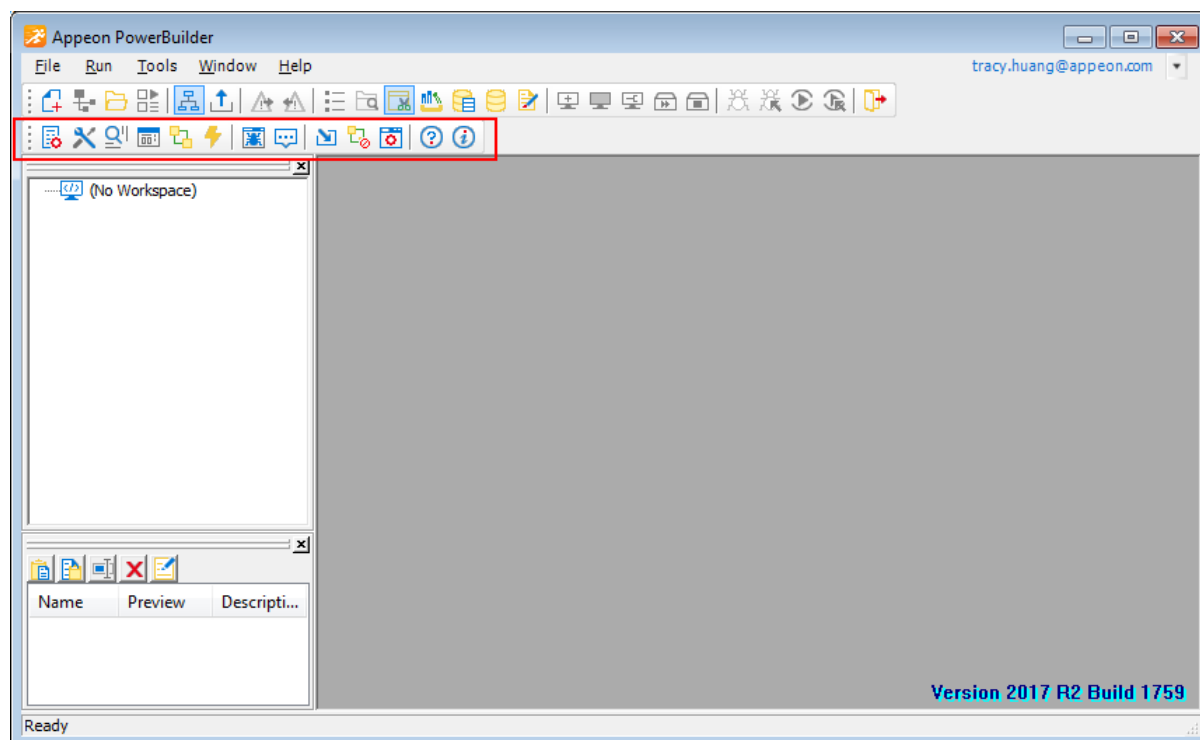 Appeon PowerBuilder
File Run Tools Window Help
tracy.huang@appeon.com
(No Workspace)
Name Preview Descripti...
Version 2017 R2 Build 1759
Ready